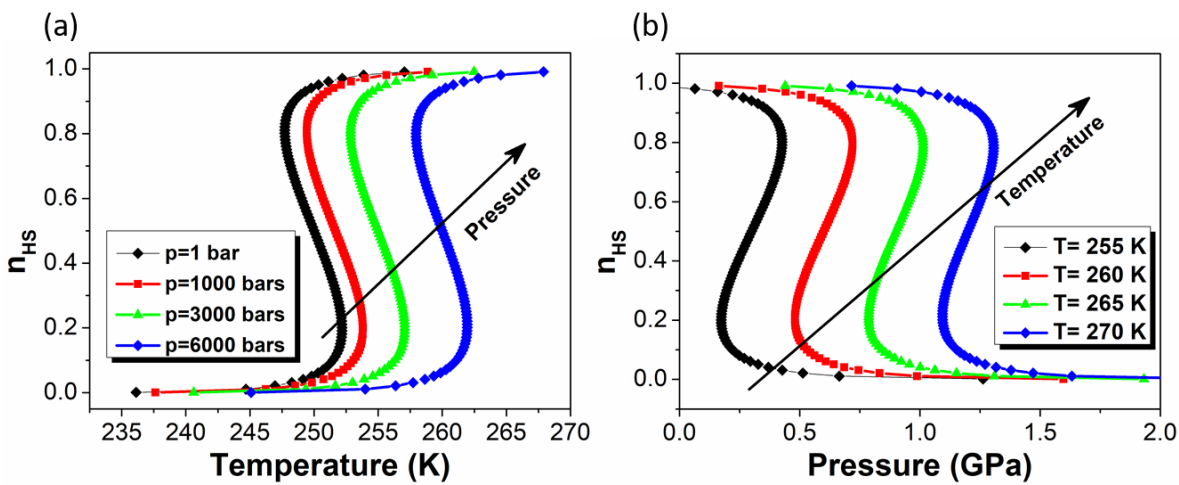 (a)
1.0
0.8
0.6
0.4
0.2
0.0
nHS
Pressure
p=1 bar
p=1000 bars
p=3000 bars
p=6000 bars
235 240 245 250 255 260 265 270
Temperature (K)
(b)
1.0
0.8
0.6
0.4
0.2
0.0
nHS
Temperature
T= 255 K
T= 260 K
T= 265 K
T= 270 K
0.0 0.5 1.0 1.5 2.0
Pressure (GPa)